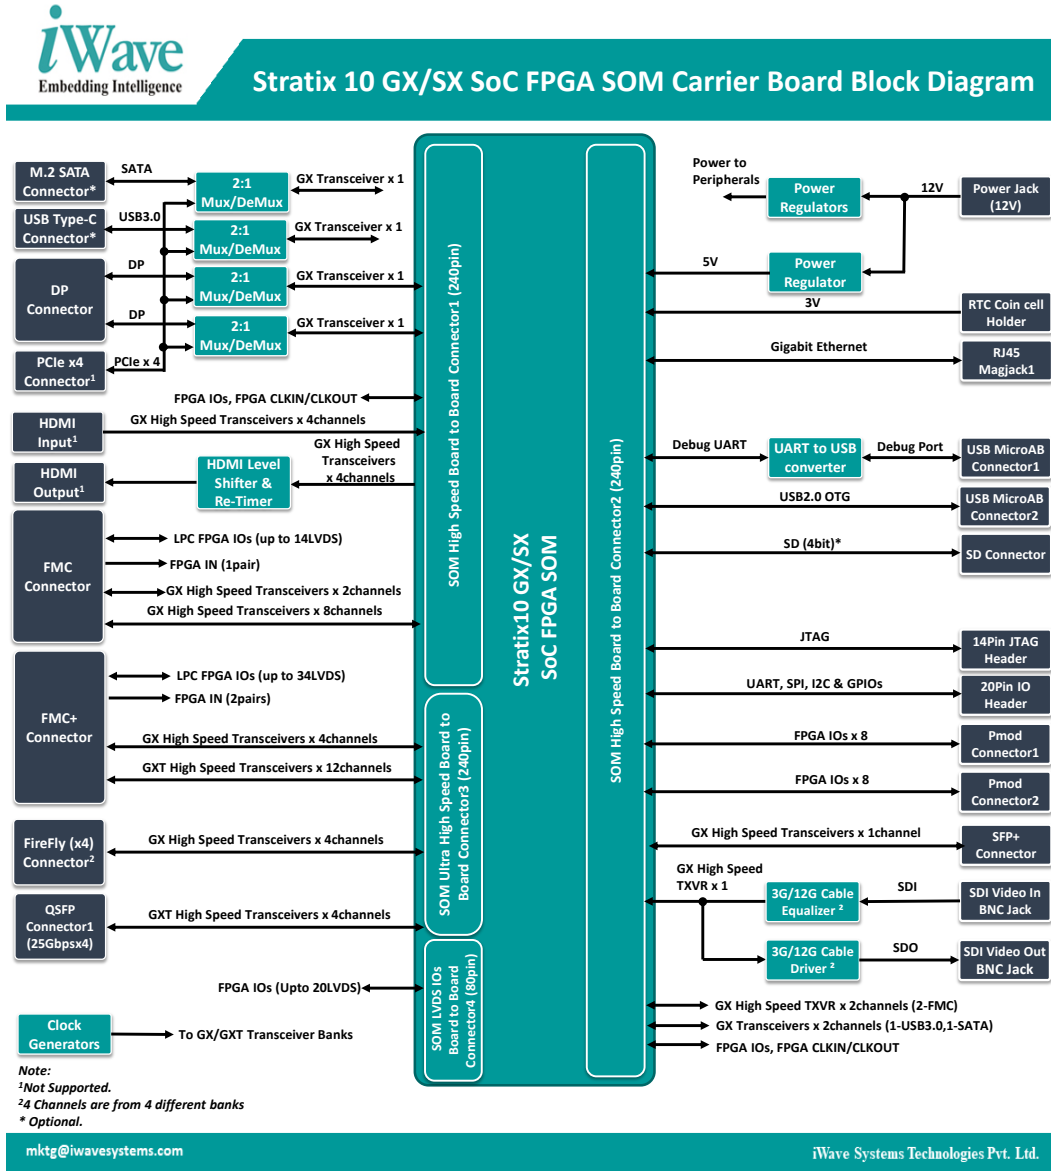 iWave
Embedding Intelligence
Stratix 10 GX/SX SoC FPGA SOM Carrier Board Block Diagram
M.2 SATA
Connector*
SATA
2:1
Mux/DeMux
GX Transceiver x 1
USB Type-C
Connector*
USB3.0
2:1
Mux/DeMux
GX Transceiver x 1
DP
Connector
DP
2:1
Mux/DeMux
GX Transceiver x 1
DP
2:1
Mux/DeMux
GX Transceiver x 1
PCIe x4
Connector¹
PCIe x 4
FPGA IOs, FPGA CLKIN/CLKOUT
HDMI
Input¹
GX High Speed Transceivers x 4channels
HDMI
Output¹
HDMI Level
Shifter &
Re-Timer
GX High Speed
Transceivers
x 4channels
FMC
Connector
LPC FPGA IOs (up to 14LVDS)
FPGA IN (1pair)
GX High Speed Transceivers x 2channels
GX High Speed Transceivers x 8channels
FMC+
Connector
LPC FPGA IOs (up to 34LVDS)
FPGA IN (2pairs)
GX High Speed Transceivers x 4channels
GXT High Speed Transceivers x 12channels
FireFly (x4)
Connector²
GX High Speed Transceivers x 4channels
QSFP
Connector1
(25Gbpsx4)
GXT High Speed Transceivers x 4channels
FPGA IOs (Upto 20LVDS)
Clock
Generators
To GX/GXT Transceiver Banks
SOM High Speed Board to Board Connector1 (240pin)
SOM Ultra High Speed Board to
Board Connector3 (240pin)
SOM LVDS IOs
Board to Board
Connector4 (80pin)
Stratix10 GX/SX
SoC FPGA SOM
SOM High Speed Board to Board Connector2 (240pin)
Power to
Peripherals
Power
Regulators
12V
Power Jack
(12V)
5V
Power
Regulator
3V
RTC Coin cell
Holder
Gigabit Ethernet
RJ45
Magjack1
Debug UART
UART to USB
converter
Debug Port
USB MicroAB
Connector1
USB2.0 OTG
USB MicroAB
Connector2
SD (4bit)*
SD Connector
JTAG
14Pin JTAG
Header
UART, SPI, I2C & GPIOs
20Pin IO
Header
FPGA IOs x 8
Pmod
Connector1
FPGA IOs x 8
Pmod
Connector2
GX High Speed Transceivers x 1channel
SFP+
Connector
GX High Speed
TXVR x 1
3G/12G Cable
Equalizer ²
SDI
SDI Video In
BNC Jack
3G/12G Cable
Driver ²
SDO
SDI Video Out
BNC Jack
GX High Speed TXVR x 2channels (2-FMC)
GX Transceivers x 2channels (1-USB3.0,1-SATA)
FPGA IOs, FPGA CLKIN/CLKOUT
Note:
¹Not Supported.
²4 Channels are from 4 different banks
* Optional.
mktg@iwavesystems.com
iWave Systems Technologies Pvt. Ltd.